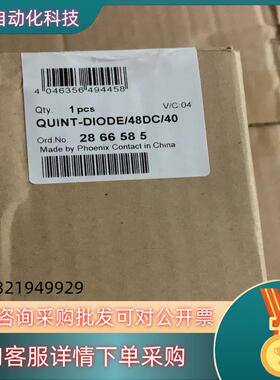 自动化科技
4 046356 494458
Qty. 1 pcs
V/C:04
QUINT-DIODE/48DC/40
Ord.No. 28 66 58 5
Made by Phoenix Contact in China
321949929
咨询采购批发可对公开票
客服详情下单采购